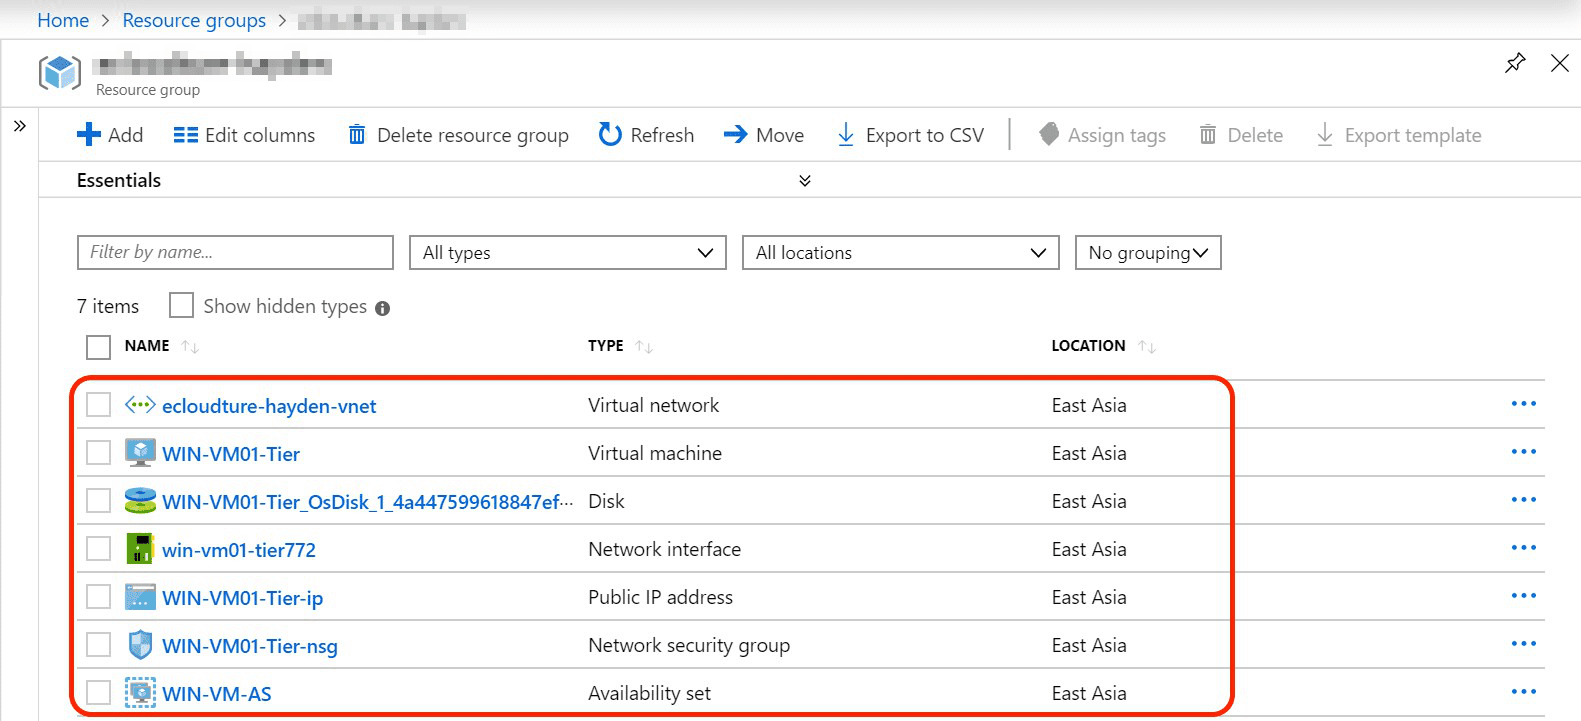 Home > Resource groups >
Resource group
Add Edit columns Delete resource group Refresh Move Export to CSV Assign tags Delete Export template
Essentials
Filter by name... All types All locations No grouping
7 items Show hidden types
NAME TYPE LOCATION
ecloudture-hayden-vnet Virtual network East Asia
WIN-VM01-Tier Virtual machine East Asia
WIN-VM01-Tier_OsDisk_1_4a447599618847ef... Disk East Asia
win-vm01-tier772 Network interface East Asia
WIN-VM01-Tier-ip Public IP address East Asia
WIN-VM01-Tier-nsg Network security group East Asia
WIN-VM-AS Availability set East Asia